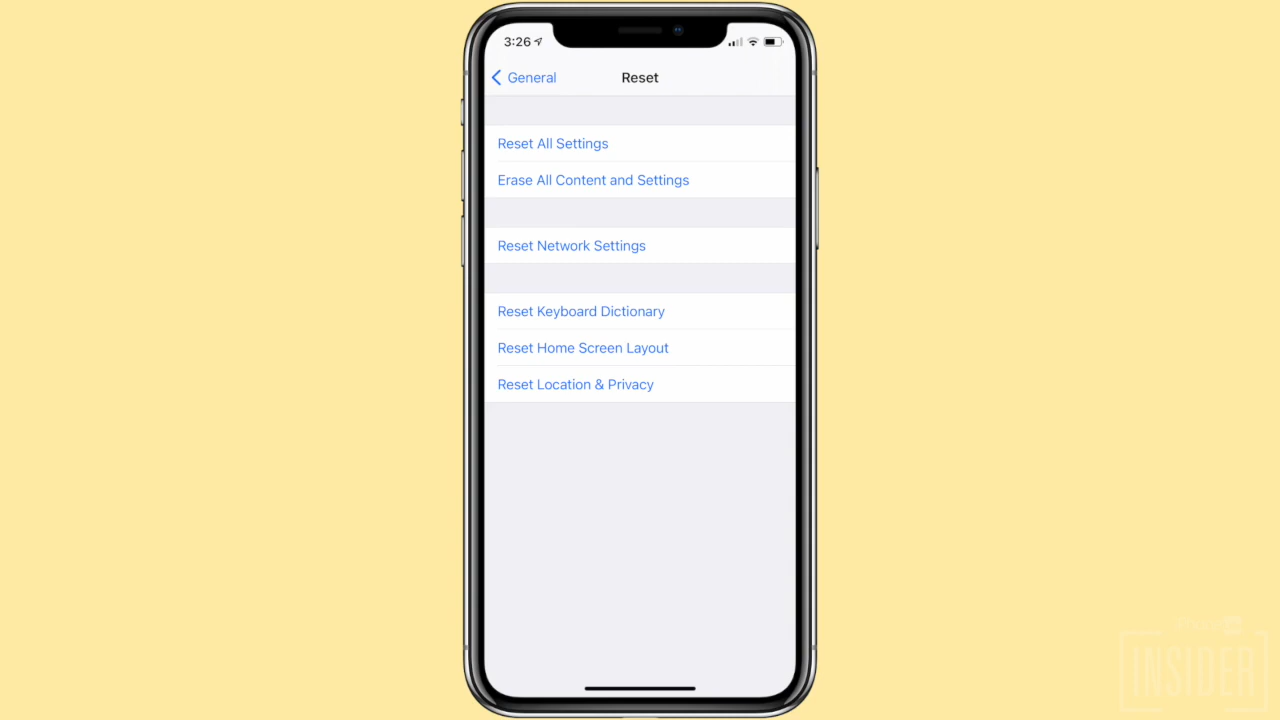 3:26
General
Reset
Reset All Settings
Erase All Content and Settings
Reset Network Settings
Reset Keyboard Dictionary
Reset Home Screen Layout
Reset Location & Privacy
INSIDER